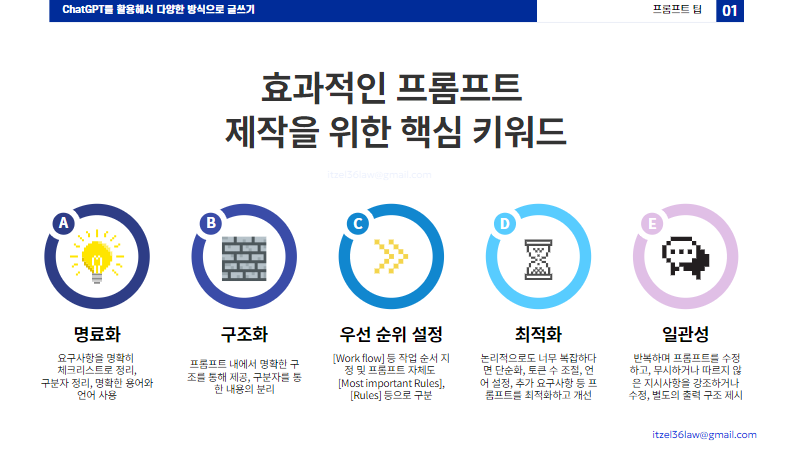 ChatGPT를 활용해서 다양한 방식으로 글쓰기
프롬프트 팁
01
효과적인 프롬프트
제작을 위한 핵심 키워드
itzel36law@gmail.com
A
B
C
D
E
명료화
요구사항을 명확히
체크리스트로 정리,
구분자 정리, 명확한 용어와
언어 사용
구조화
프롬프트 내에서 명확한 구
조를 통해 제공, 구분자를 통
한 내용의 분리
우선 순위 설정
[Work flow] 등 작업 순서 지
정 및 프롬프트 자체도
[Most important Rules],
[Rules] 등으로 구분
최적화
논리적으로도 너무 복잡하다
면 단순화, 토큰 수 조절, 언
어 설정, 추가 요구사항 등 프
롬프트를 최적화하고 개선
일관성
반복하며 프롬프트를 수정
하고, 무시하거나 따르지 않
은 지시사항을 강조하거나
수정, 별도의 출력 구조 제시
itzel36law@gmail.com